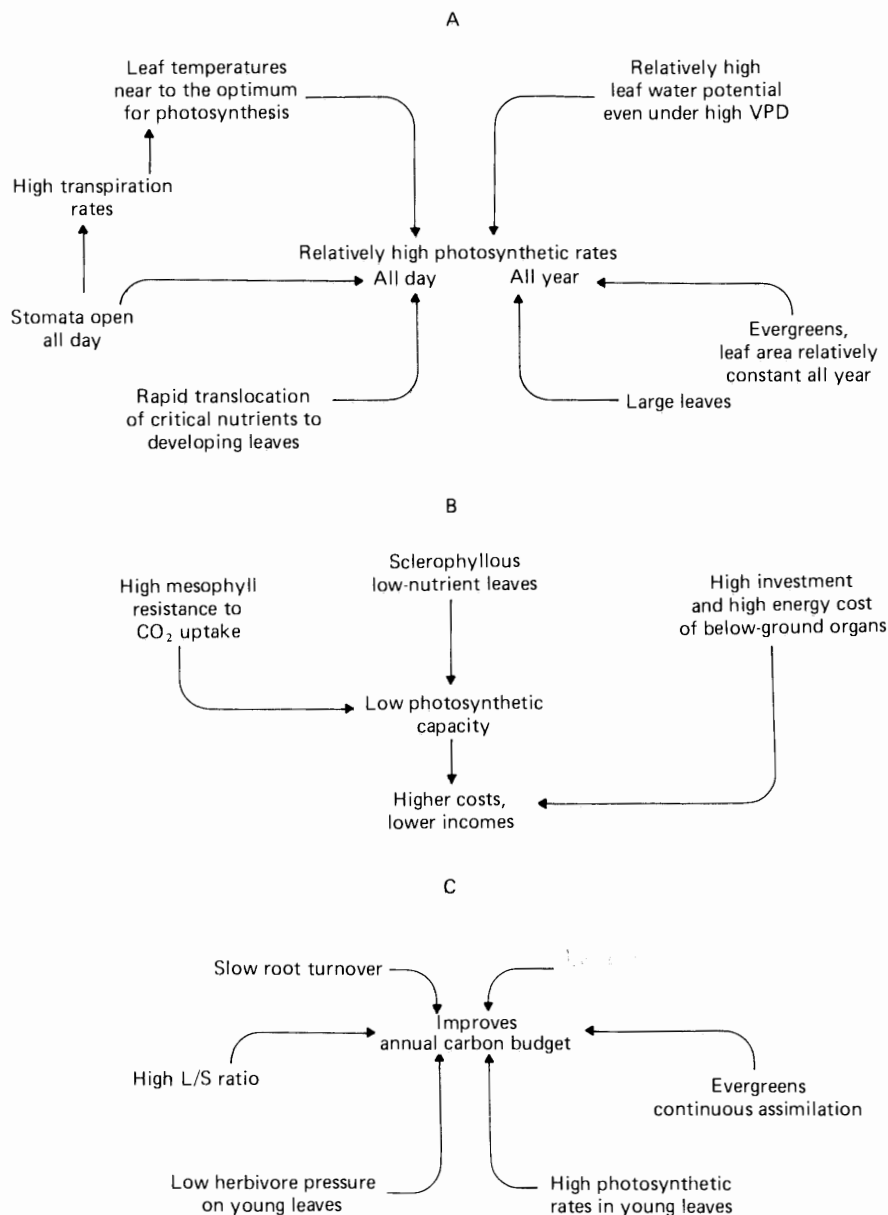 A
Leaf temperatures
near to the optimum
for photosynthesis
Relatively high
leaf water potential
even under high VPD
High transpiration
rates
Relatively high photosynthetic rates
All day All year
Stomata open
all day
Evergreens,
leaf area relatively
constant all year
Rapid translocation
of critical nutrients to
developing leaves
Large leaves
B
High mesophyll
resistance to
CO₂ uptake
Sclerophyllous
low-nutrient leaves
High investment
and high energy cost
of below-ground organs
Low photosynthetic
capacity
Higher costs,
lower incomes
C
Slow root turnover
Improves
annual carbon budget
High L/S ratio
Evergreens
continuous assimilation
Low herbivore pressure
on young leaves
High photosynthetic
rates in young leaves